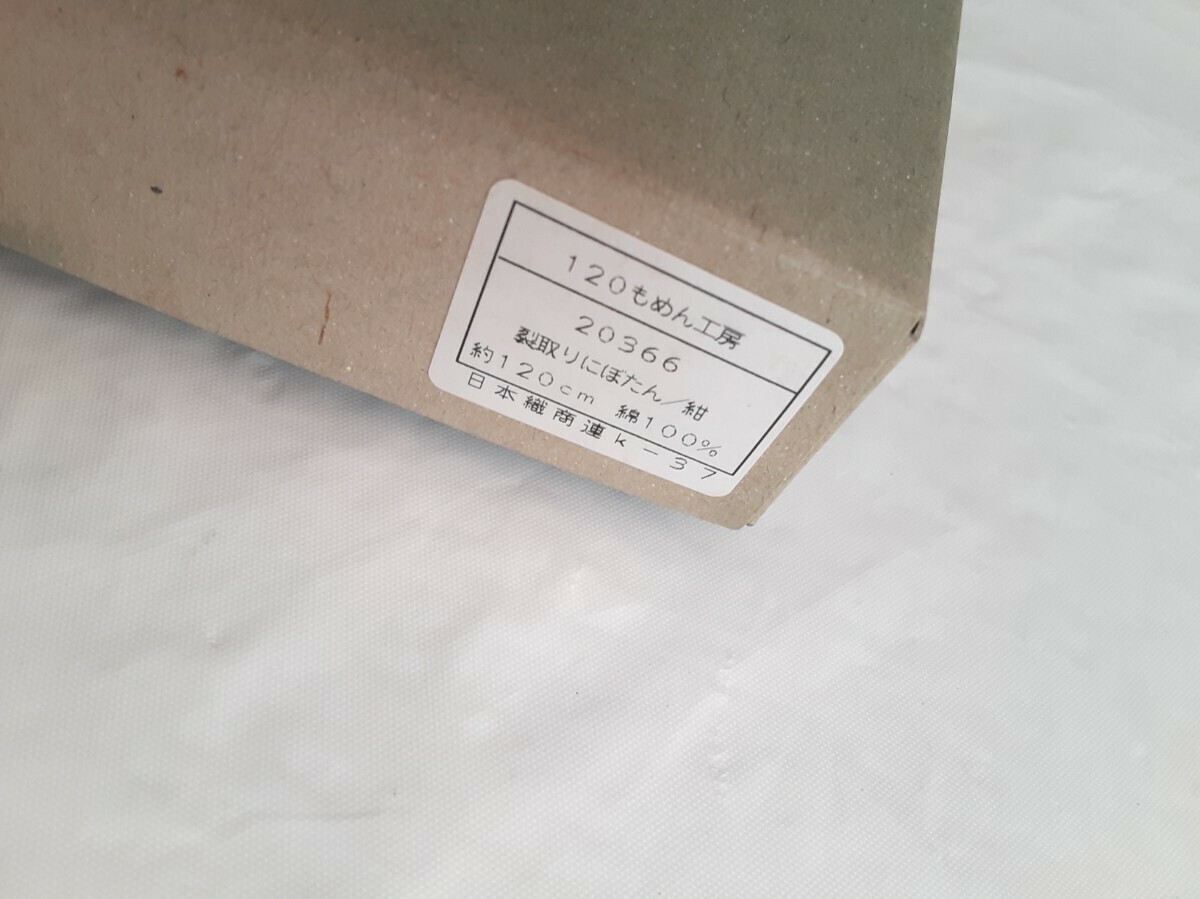 120もめん工房
20366
裂取りにぼたん/紺
約120cm 綿100%
日本織商連k-37